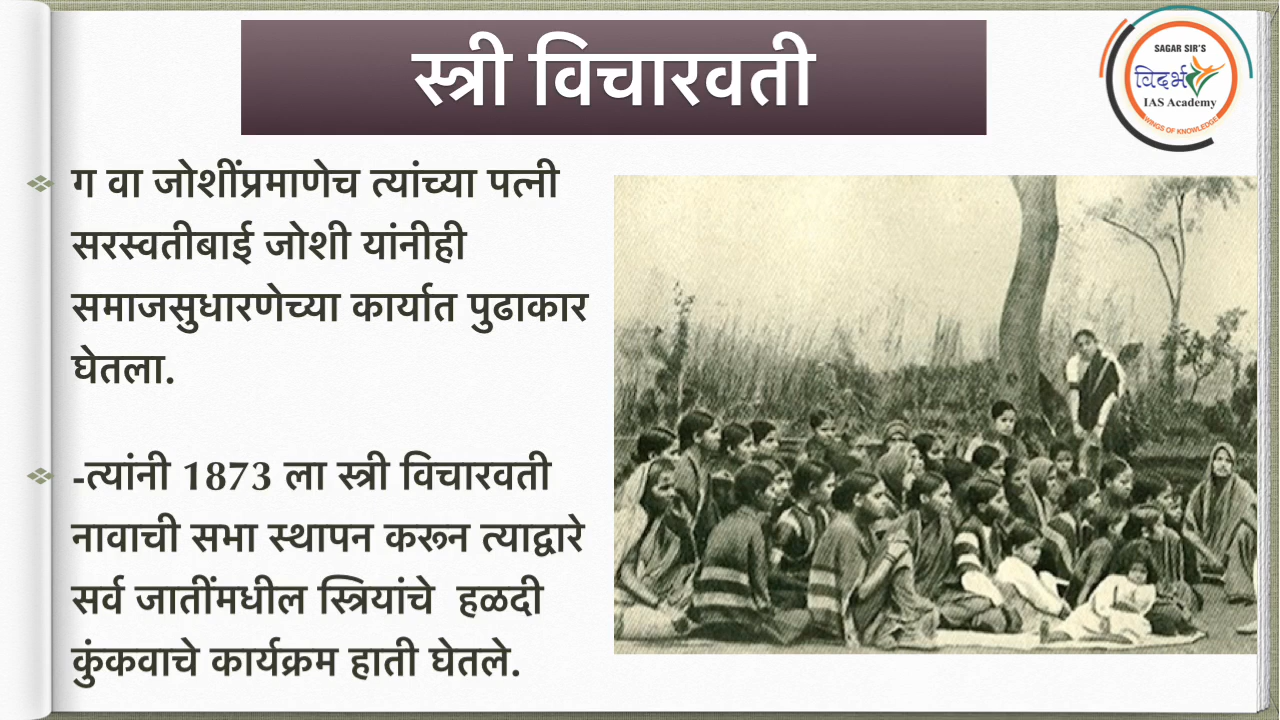 स्त्री विचारवती
SAGAR SIR'S
विदर्भ
IAS Academy
WINGS OF KNOWLEDGE
ग वा जोशींप्रमाणेच त्यांच्या पत्नी
सरस्वतीबाई जोशी यांनीही
समाजसुधारणेच्या कार्यात पुढाकार
घेतला.
-त्यांनी 1873 ला स्त्री विचारवती
नावाची सभा स्थापन करून त्याद्वारे
सर्व जातींमधील स्त्रियांचे हळदी
कुंकवाचे कार्यक्रम हाती घेतले.